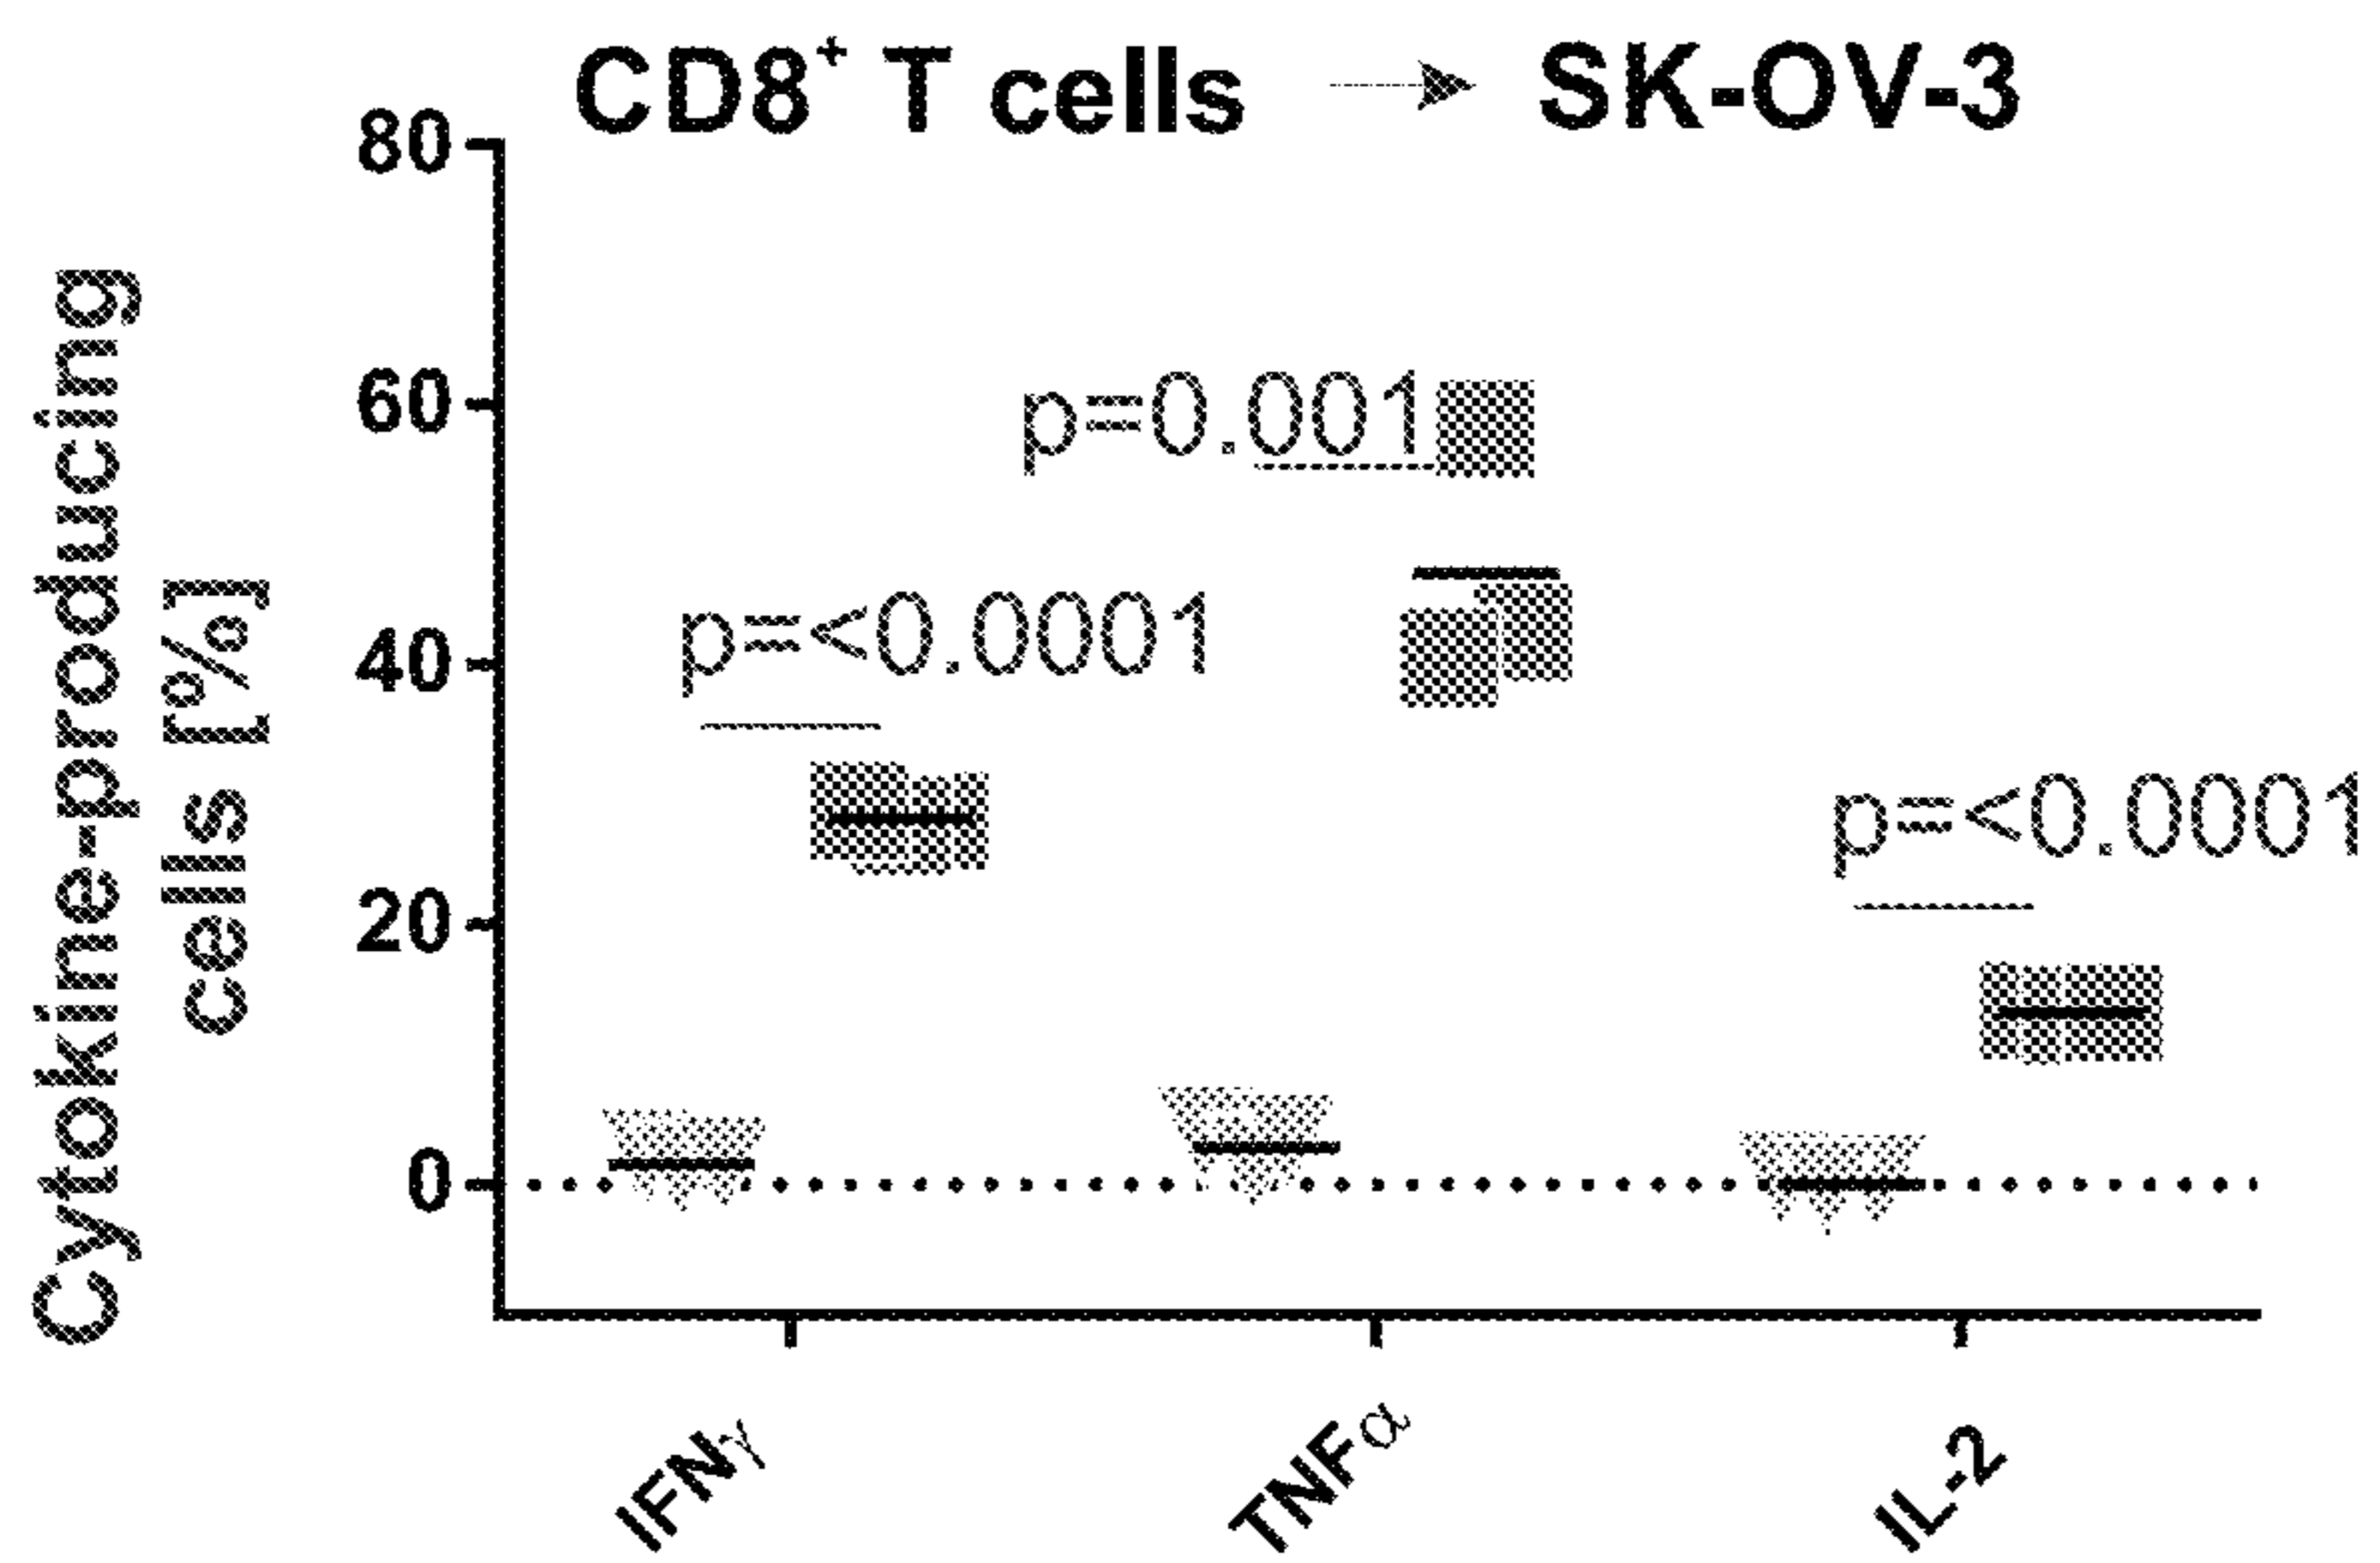 CD8+ T cells → SK-OV-3
Cytokine-producing
cells [%]
80
60
40
20
0
p=<0.0001
p=0.001
p=<0.0001
IFNγ
TNFα
IL-2